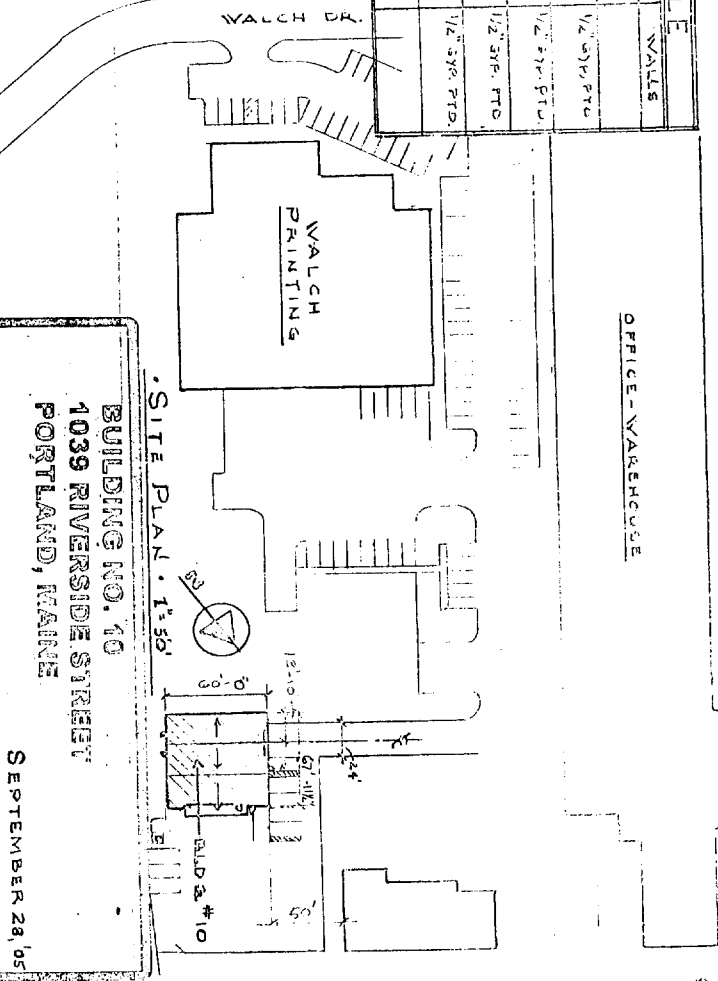 WALCH DR.
WALLS
1/2" GYP. PTD
1/2" GYP. PTD.
1/2" GYP. PTD
1/2" GYP. PTD.
WALCH
PRINTING
OFFICE-WAREHOUSE
• SITE PLAN • 1"=50'
N
BUILDING NO. 10
1039 RIVERSIDE STREET
PORTLAND, MAINE
60'-0"
24'
BLDG #10
50'
SEPTEMBER 28,'05